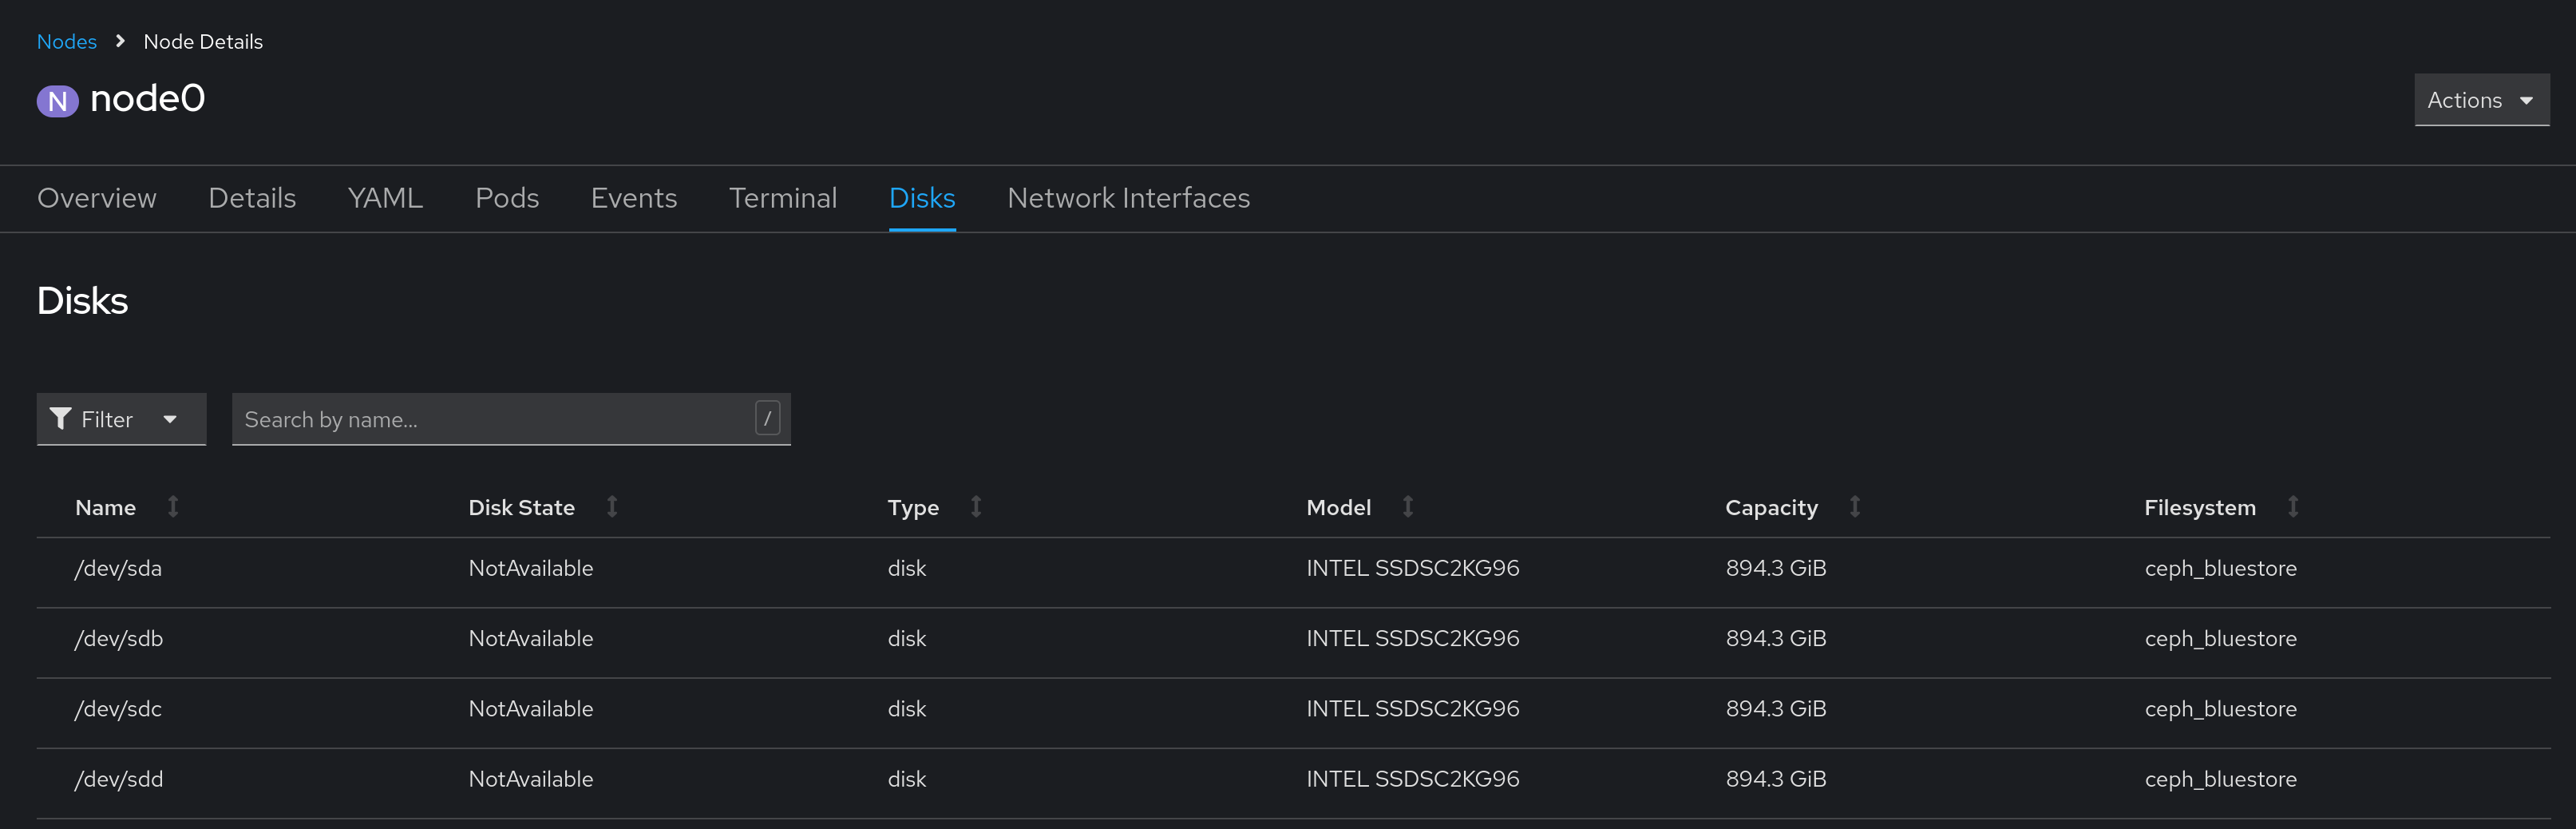 Nodes > Node Details
N node0
Actions
Overview Details YAML Pods Events Terminal Disks Network Interfaces
Disks
Filter Search by name... /
Name Disk State Type Model Capacity Filesystem
/dev/sda NotAvailable disk INTEL SSDSC2KG96 894.3 GiB ceph_bluestore
/dev/sdb NotAvailable disk INTEL SSDSC2KG96 894.3 GiB ceph_bluestore
/dev/sdc NotAvailable disk INTEL SSDSC2KG96 894.3 GiB ceph_bluestore
/dev/sdd NotAvailable disk INTEL SSDSC2KG96 894.3 GiB ceph_bluestore